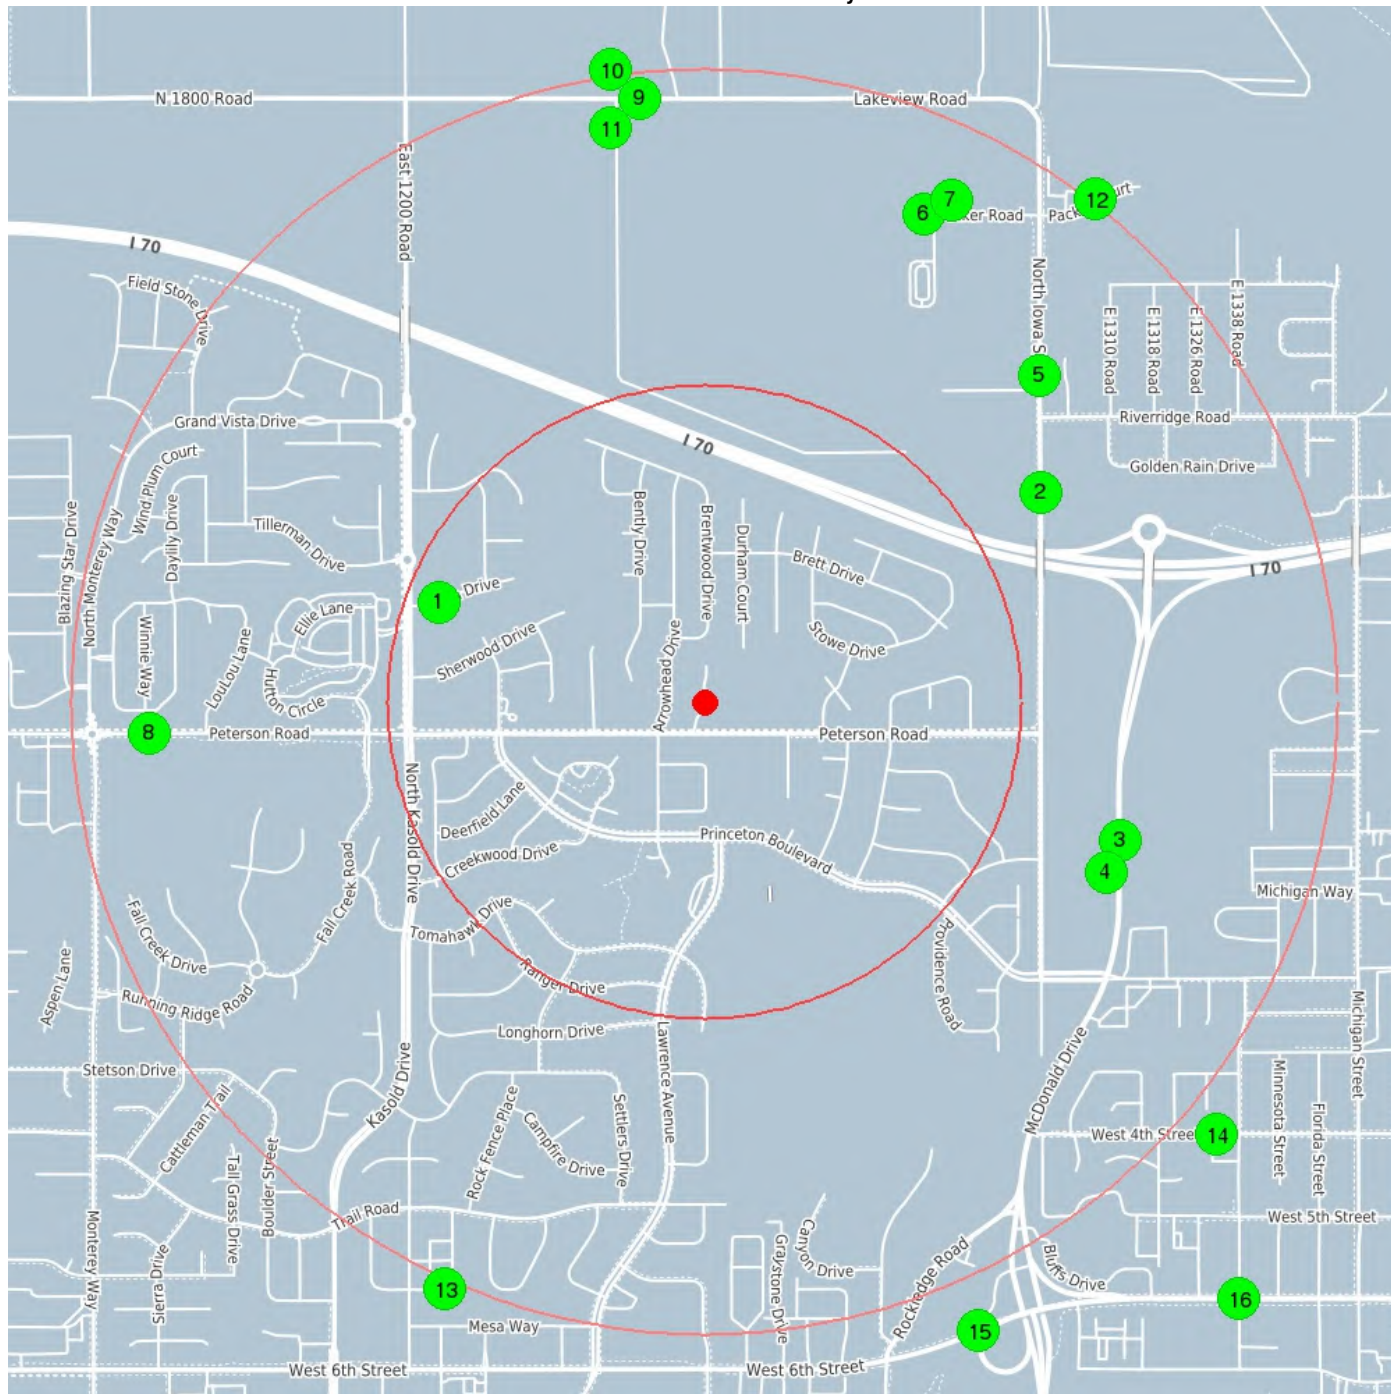 10
N 1800 Road
9
Lakeview Road
11
East 1200 Road
12
7
6
I 70
Field Stone Drive
North Iowa S
E 1338 Road
E 1310 Road
E 1318 Road
E 1326 Road
5
Grand Vista Drive
Riverridge Road
I 70
Wind Plum Court
Golden Rain Drive
2
Blazing Star Drive
North Monterey Way
Daylily Drive
Tillerman Drive
Bently Drive
Brentwood Drive
Durham Court
Brett Drive
I 70
1
Drive
Ellie Lane
Winnie Way
LouLou Lane
Sherwood Drive
Arrowhead Drive
Stowe Drive
Hutton Circle
8
Peterson Road
Peterson Road
North Kasold Drive
Deerfield Lane
Creekwood Drive
Princeton Boulevard
3
4
Michigan Way
Fall Creek Road
Fall Creek Drive
Tomahawk Drive
Providence Road
Aspen Lane
Running Ridge Road
Ranger Drive
Longhorn Drive
Lawrence Avenue
Michigan Street
Stetson Drive
Kasold Drive
McDonald Drive
Cattleman Trail
Rock Fence Place
Campfire Drive
Settlers Drive
West 4th Stree
14
Minnesota Street
Florida Street
Tall Grass Drive
Boulder Street
Trail Road
West 5th Street
Monterey Way
Sierra Drive
13
Graystone Drive
Canyon Drive
Rockledge Road
Bluffs Drive
16
Mesa Way
15
West 6th Street
West 6th Street